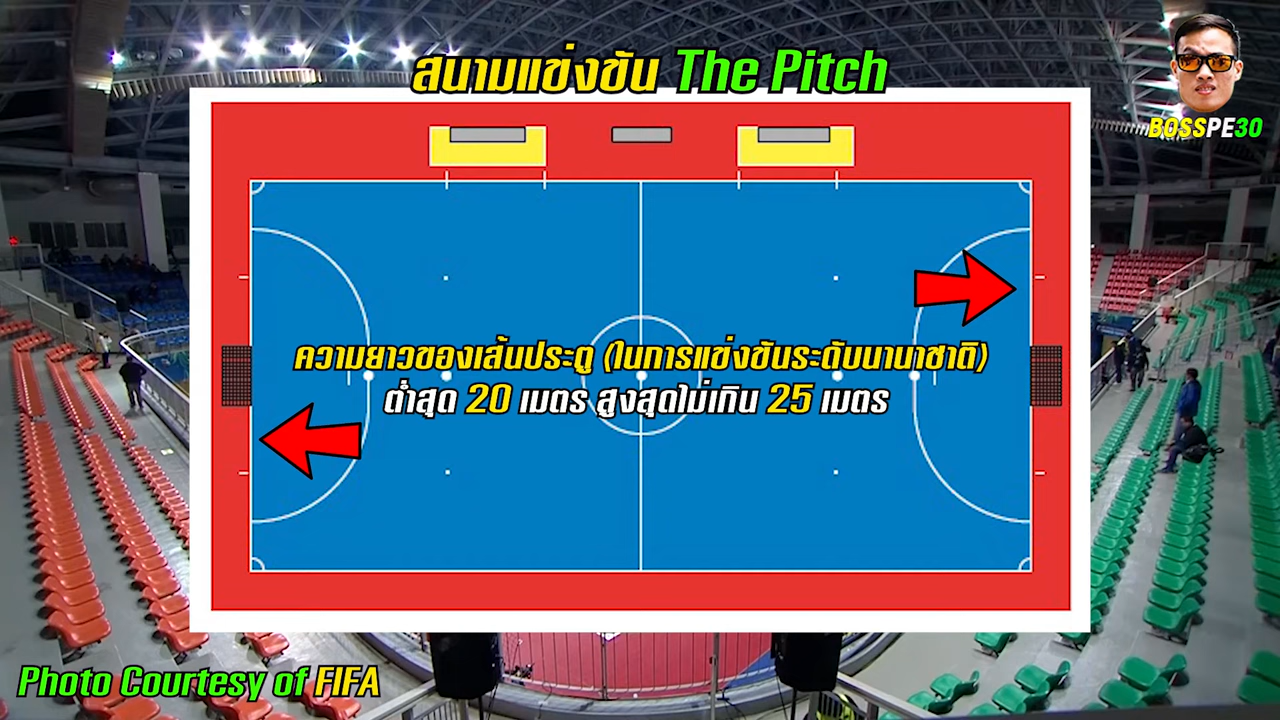 สนามแข่งขัน The Pitch
BOSSPE30
ความยาวของเส้นประตู (ในการแข่งขันระดับนานาชาติ)
ต่ำสุด 20 เมตร สูงสุดไม่เกิน 25 เมตร
Photo Courtesy of FIFA